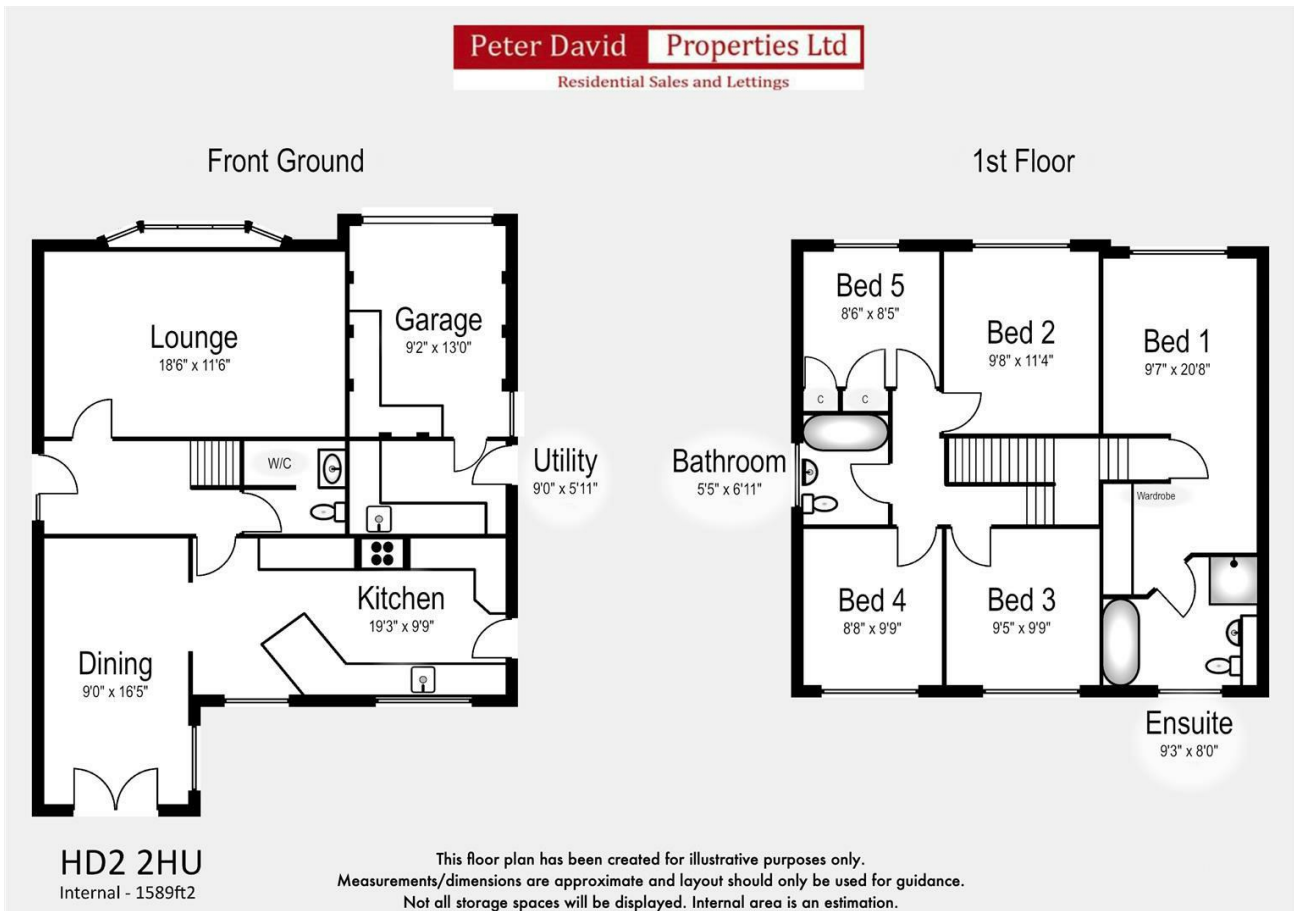 Peter David Properties Ltd
Residential Sales and Lettings
Front Ground
1st Floor
Lounge
18'6" x 11'6"
Garage
9'2" x 13'0"
W/C
Utility
9'0" x 5'11"
Kitchen
19'3" x 9'9"
Dining
9'0" x 16'5"
Bed 5
8'6" x 8'5"
Bed 2
9'8" x 11'4"
Bed 1
9'7" x 20'8"
C
C
Bathroom
5'5" x 6'11"
Wardrobe
Bed 4
8'8" x 9'9"
Bed 3
9'5" x 9'9"
Ensuite
9'3" x 8'0"
HD2 2HU
Internal - 1589ft2
This floor plan has been created for illustrative purposes only.
Measurements/dimensions are approximate and layout should only be used for guidance.
Not all storage spaces will be displayed. Internal area is an estimation.